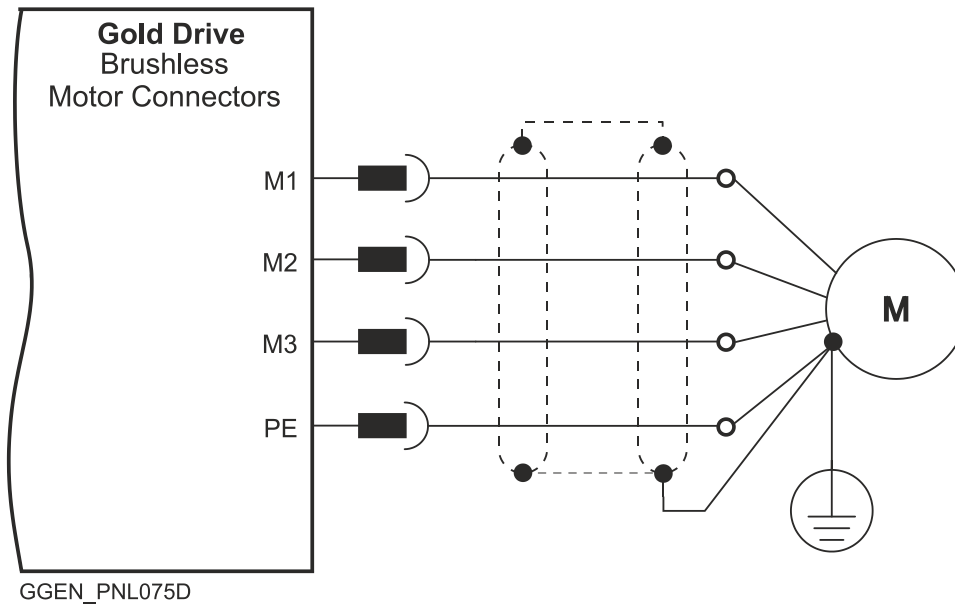 Gold Drive
Brushless
Motor Connectors
M1
M2
M3
PE
M
GGEN_PNL075D